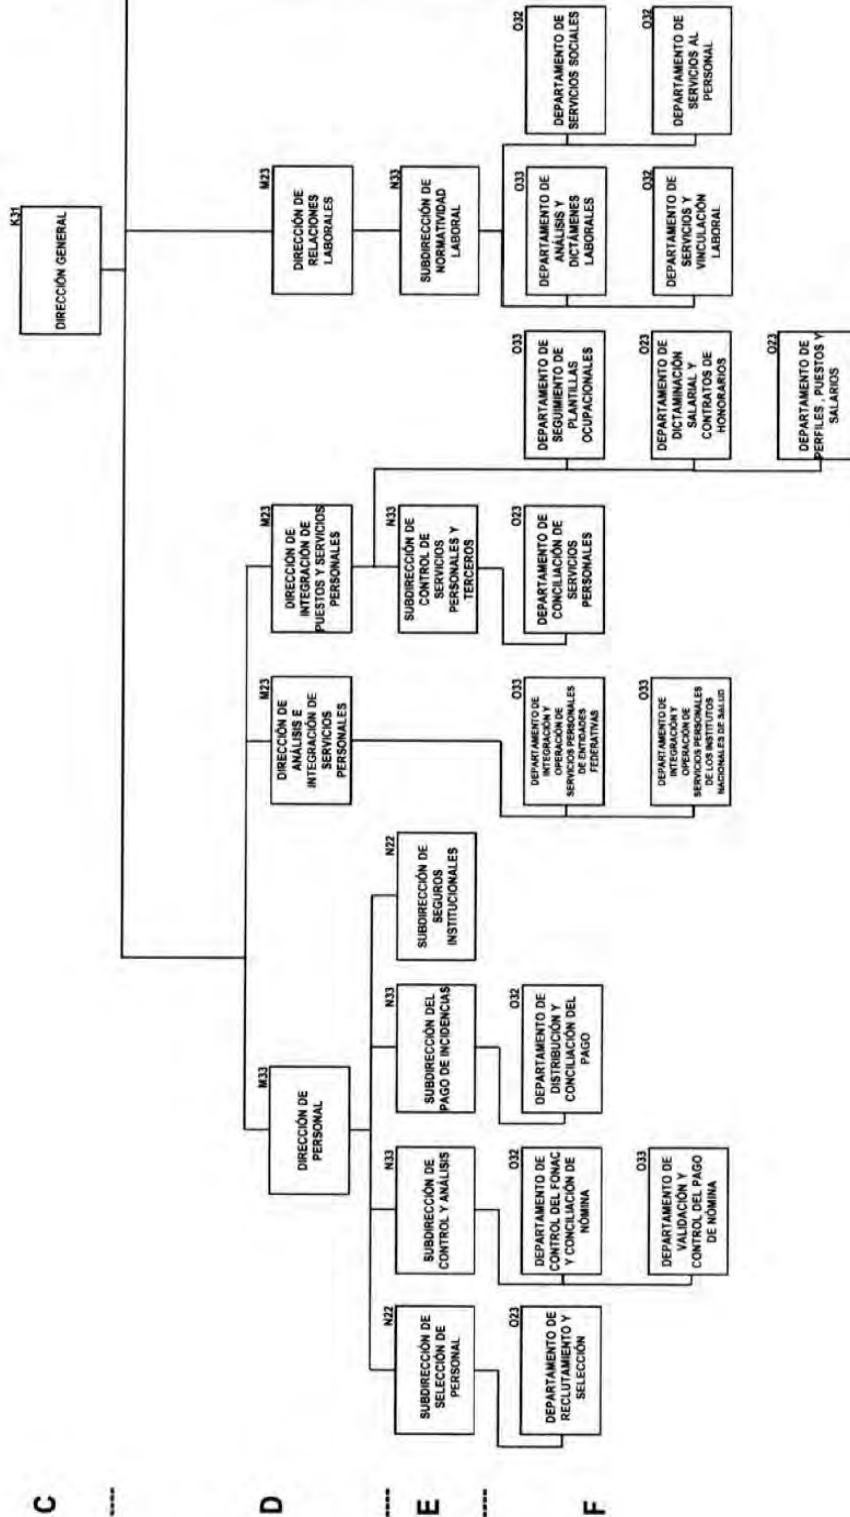 C
K31
DIRECCIÓN GENERAL
D
M33
DIRECCIÓN DE
PERSONAL
M23
DIRECCIÓN DE
ANÁLISIS E
INTEGRACIÓN DE
SERVICIOS
PERSONALES
M23
DIRECCIÓN DE
INTEGRACIÓN DE
PUESTOS Y SERVICIOS
PERSONALES
M23
DIRECCIÓN DE
RELACIONES
LABORALES
E
N22
SUBDIRECCIÓN DE
SELECCIÓN DE
PERSONAL
N33
SUBDIRECCIÓN DE
CONTROL Y ANÁLISIS
N33
SUBDIRECCIÓN DEL
PAGO DE INCIDENCIAS
N22
SUBDIRECCIÓN DE
SEGUROS
INSTITUCIONALES
N33
SUBDIRECCIÓN DE
CONTROL DE
SERVICIOS
PERSONALES Y
TERCEROS
N33
SUBDIRECCIÓN DE
NORMATIVIDAD
LABORAL
F
O23
DEPARTAMENTO DE
RECLUTAMIENTO Y
SELECCIÓN
O32
DEPARTAMENTO DE
CONTROL DEL FONAC
Y CONCILIACIÓN DE
NÓMINA
O32
DEPARTAMENTO DE
DISTRIBUCIÓN Y
CONCILIACIÓN DEL
PAGO
O33
DEPARTAMENTO DE
INTEGRACIÓN Y
OPERACIÓN DE
SERVICIOS PERSONALES
DE ENTIDADES
FEDERATIVAS
O23
DEPARTAMENTO DE
CONCILIACIÓN DE
SERVICIOS
PERSONALES
O33
DEPARTAMENTO DE
SEGUIMIENTO DE
PLANTILLAS
OCUPACIONALES
O33
DEPARTAMENTO DE
ANÁLISIS Y
DICTÁMENES
LABORALES
O32
DEPARTAMENTO DE
SERVICIOS SOCIALES
O33
DEPARTAMENTO DE
VALIDACIÓN Y
CONTROL DEL PAGO
DE NÓMINA
O33
DEPARTAMENTO DE
INTEGRACIÓN Y
OPERACIÓN DE
SERVICIOS PERSONALES
DE LOS INSTITUTOS
NACIONALES DE SALUD
O23
DEPARTAMENTO DE
DICTAMINACIÓN
SALARIAL Y
CONTRATOS DE
HONORARIOS
O32
DEPARTAMENTO DE
SERVICIOS Y
VINCULACIÓN
LABORAL
O32
DEPARTAMENTO DE
SERVICIOS AL
PERSONAL
O23
DEPARTAMENTO DE
PERFILES , PUESTOS Y
SALARIOS